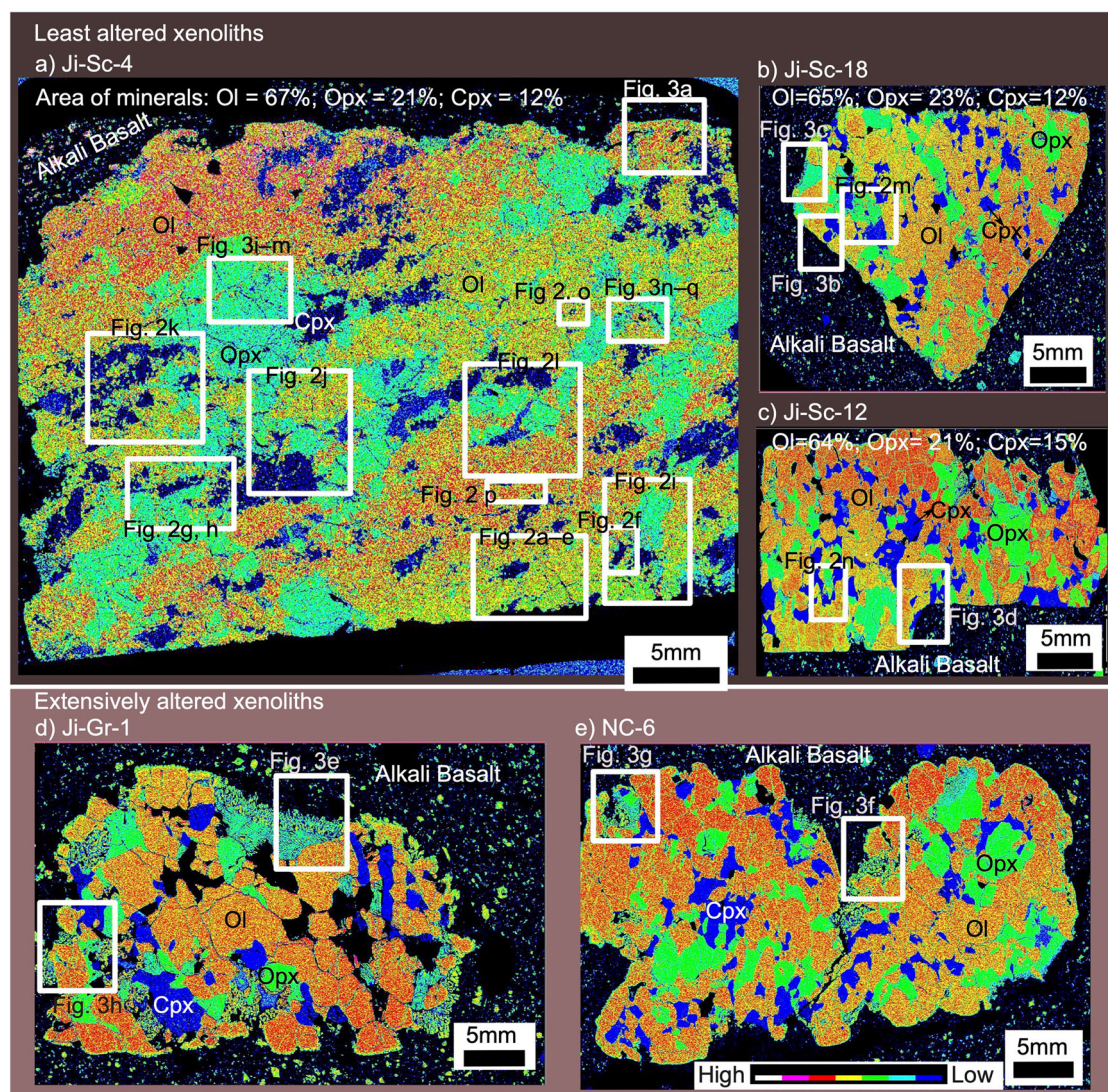 Least altered xenoliths
a) Ji-Sc-4
Area of minerals: Ol = 67%; Opx = 21%; Cpx = 12%
Fig. 3a
Alkali Basalt
Ol
Fig. 3i–m
Ol
Fig 2. o
Fig. 3n–q
Cpx
Fig. 2k
Opx
Fig. 2j
Fig. 2l
Fig. 2 p
Fig. 2i
Fig. 2f
Fig. 2g, h
Fig. 2a–e
5mm
b) Ji-Sc-18
Ol=65%; Opx= 23%; Cpx=12%
Fig. 3c
Opx
Fig. 2m
Ol
Cpx
Fig. 3b
Alkali Basalt
5mm
c) Ji-Sc-12
Ol=64%; Opx= 21%; Cpx=15%
Ol
Cpx
Opx
Fig. 2n
Fig. 3d
Alkali Basalt
5mm
Extensively altered xenoliths
d) Ji-Gr-1
Fig. 3e
Alkali Basalt
Ol
Opx
Fig. 3h
Cpx
5mm
e) NC-6
Fig. 3g
Alkali Basalt
Fig. 3f
Opx
Cpx
Ol
5mm
High
Low